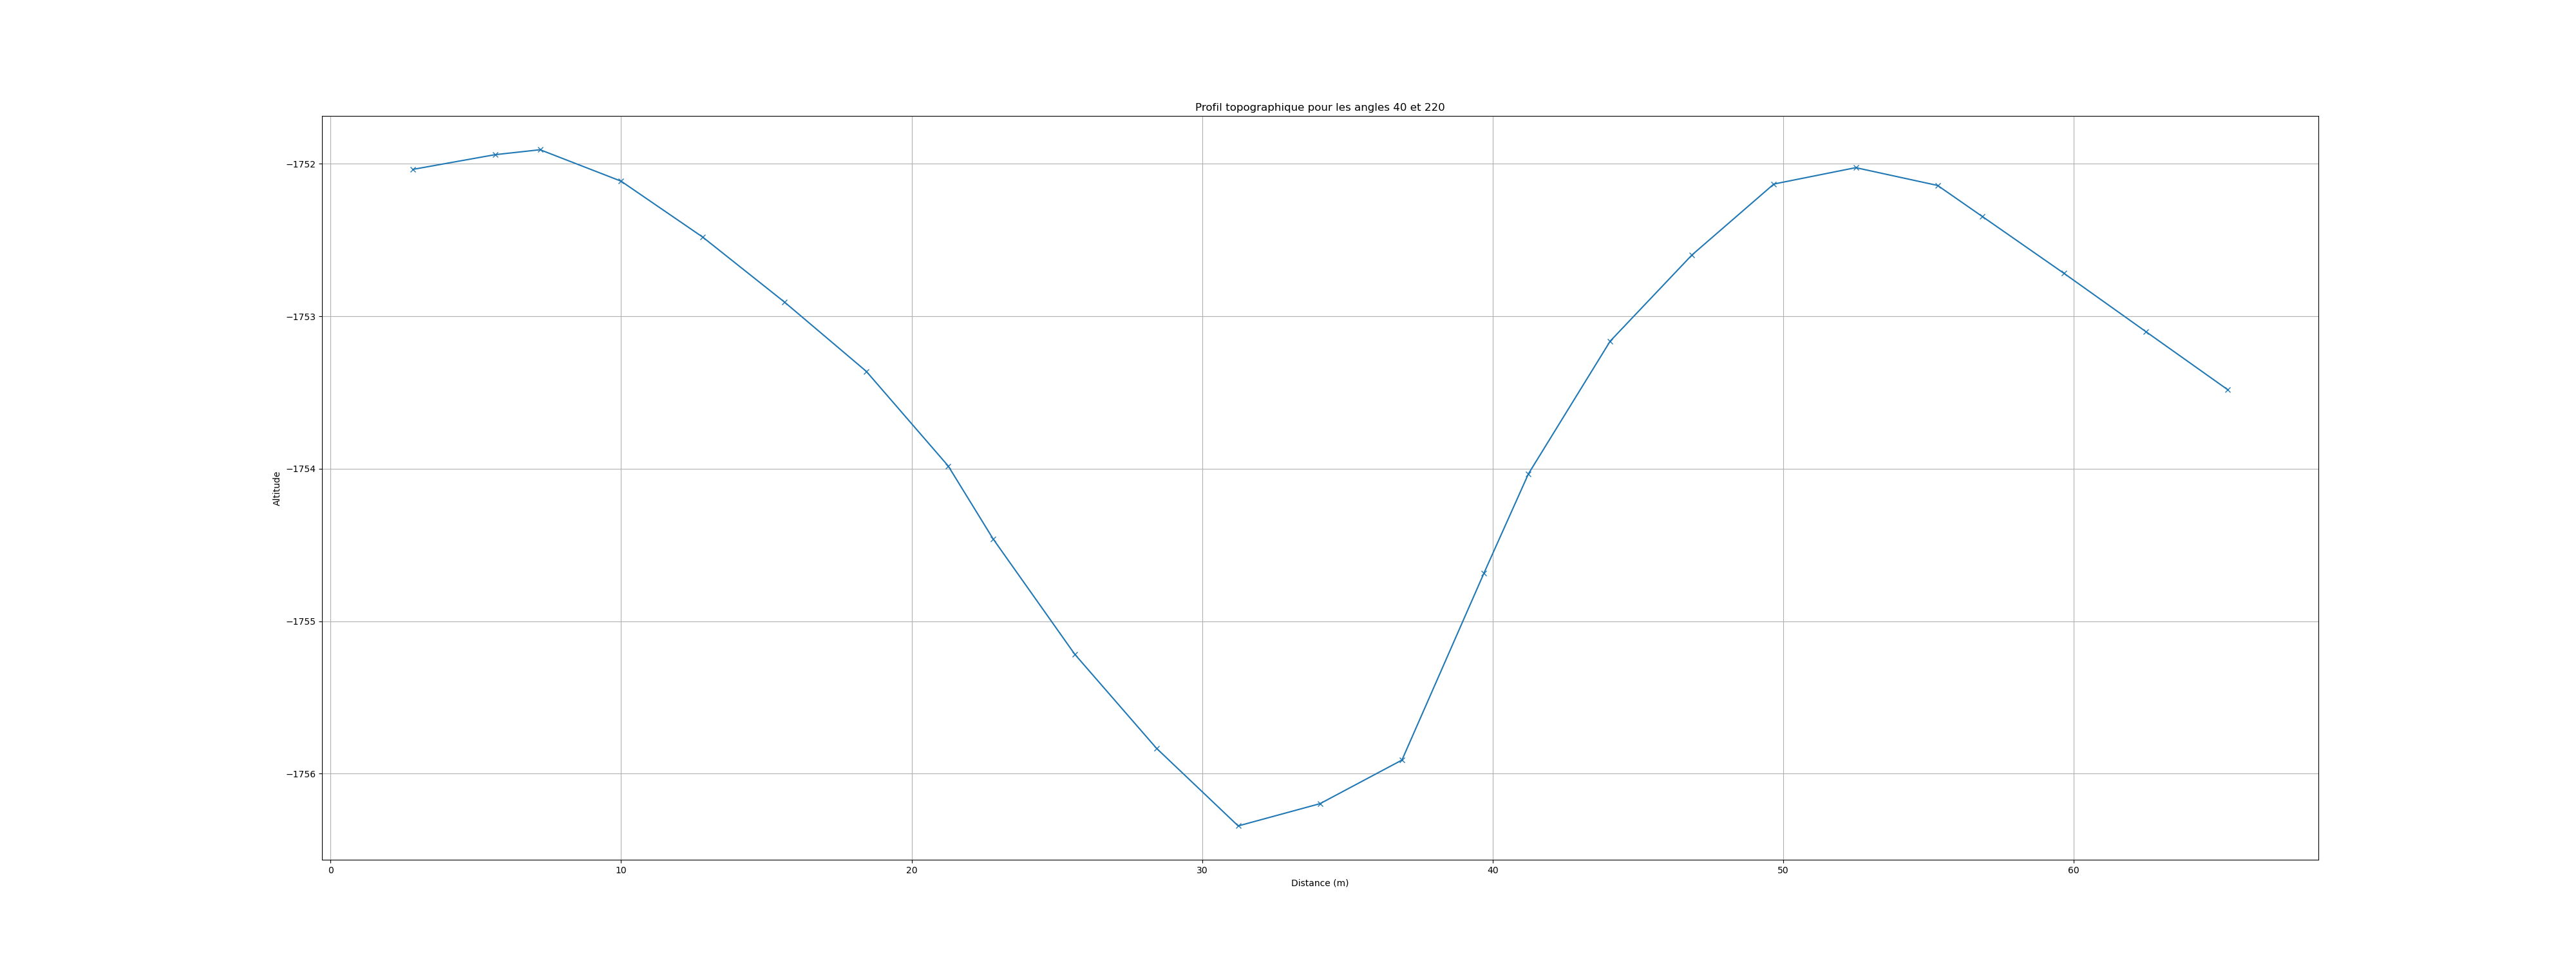 Profil topographique pour les angles 40 et 220
Altitude
−1752
−1753
−1754
−1755
−1756
0 10 20 30 40 50 60
Distance (m)